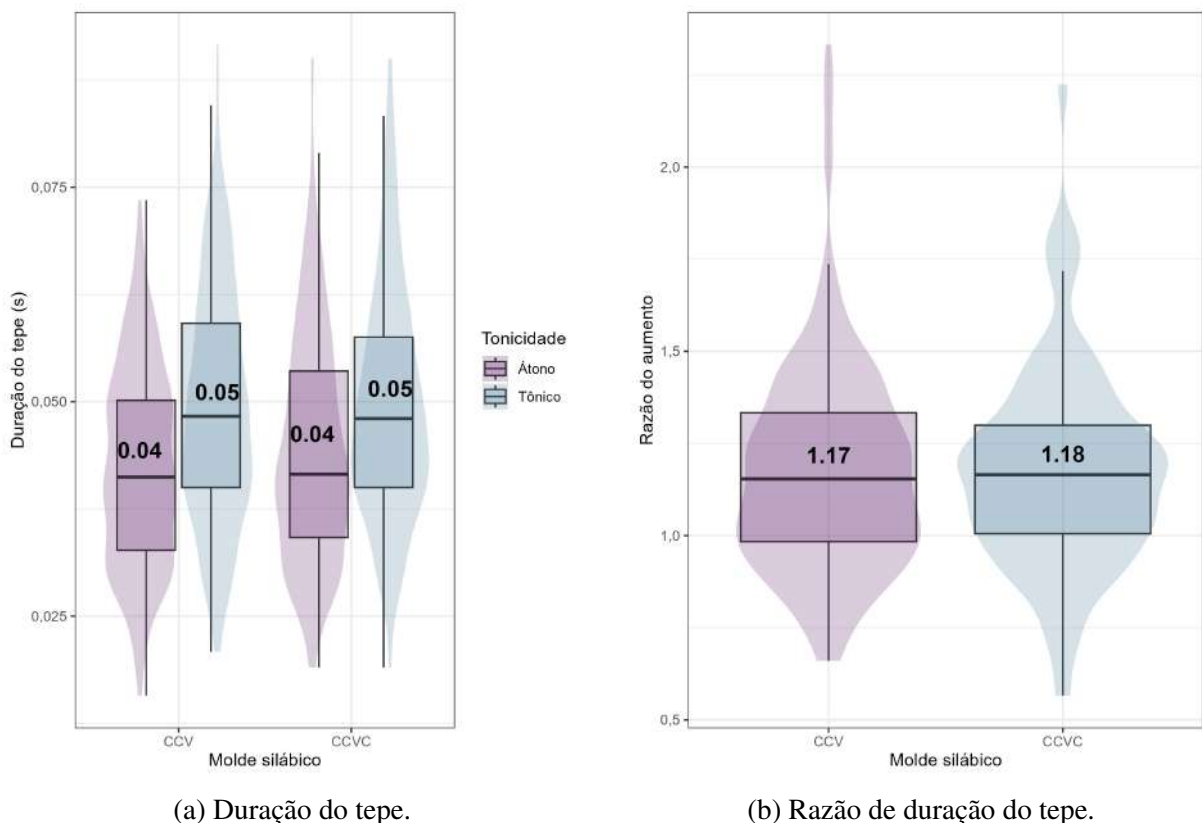 0,075
0,050
0,025
Duração do tepe (s)
0.04
0.05
0.04
0.05
CCV
CCVC
Molde silábico
Tonicidade
Átono
Tônico
(a) Duração do tepe.
2,0
1,5
1,0
0,5
Razão do aumento
1.17
1.18
CCV
CCVC
Molde silábico
(b) Razão de duração do tepe.